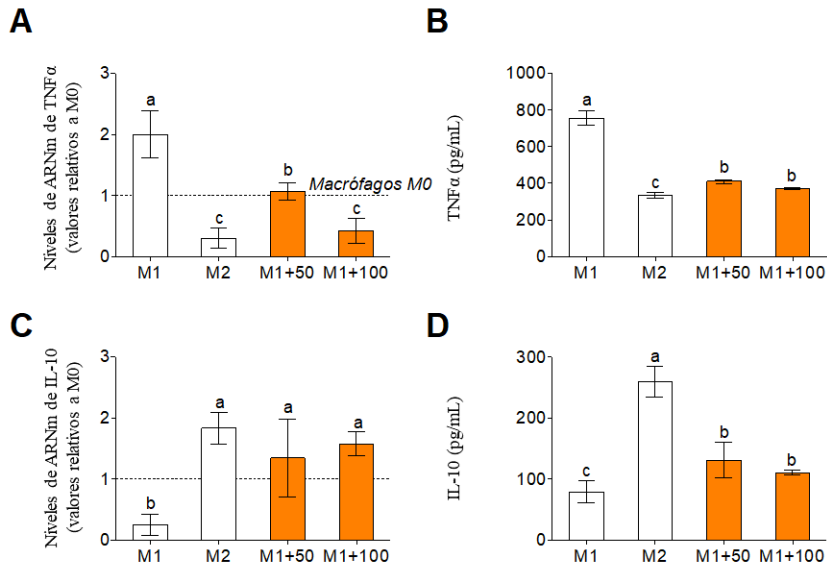 A
Niveles de ARNm de TNFα
(valores relativos a M0)
3
2
1
0
a
c
b
c
Macrófagos M0
M1
M2
M1+50
M1+100
B
TNFα (pg/mL)
1000
800
600
400
200
0
a
c
b
b
M1
M2
M1+50
M1+100
C
Niveles de ARNm de IL-10
(valores relativos a M0)
3
2
1
0
b
a
a
a
M1
M2
M1+50
M1+100
D
IL-10 (pg/mL)
300
200
100
0
c
a
b
b
M1
M2
M1+50
M1+100